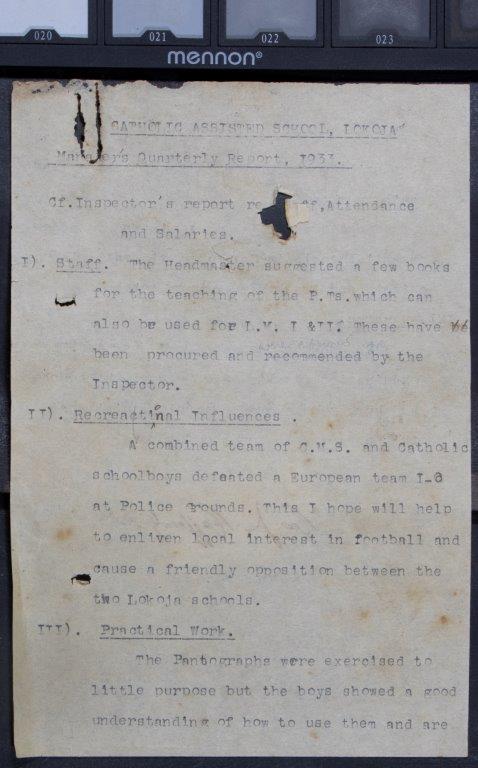 020 021 022 023
mennon®
CATHOLIC ASSISTED SCHOOL, LOKOJA"
Manager's Quarterly Report, 1933.
Cf.Inspector's report re ff,Attendance
and Salaries.
I). Staff. The Headmaster suggested a few books
for the teaching of the P.Ts.which can
also be used for L.M. I &II. These have
been procured and recommended by the
Inspector.
II). Recreactinal Influences .
A combined team of C.M.S. and Catholic
schoolboys defeated a European team I-0
at Police Grounds. This I hope will help
to enliven local interest in football and
cause a friendly opposition between the
two Lokoja schools.
III). Practical Work.
The Pantographs were exercised to
little purpose but the boys showed a good
understanding of how to use them and are